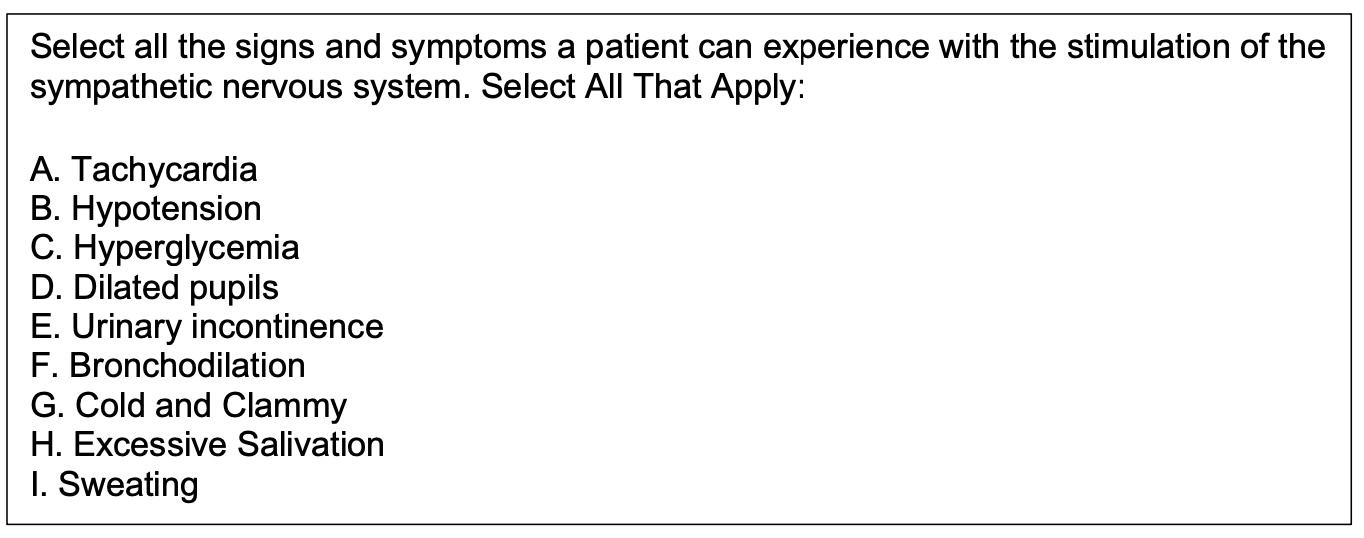 Select all the signs and symptoms a patient can experience with the stimulation of the
sympathetic nervous system. Select All That Apply:
A. Tachycardia
B. Hypotension
C. Hyperglycemia
D. Dilated pupils
E. Urinary incontinence
F. Bronchodilation
G. Cold and Clammy
H. Excessive Salivation
I. Sweating